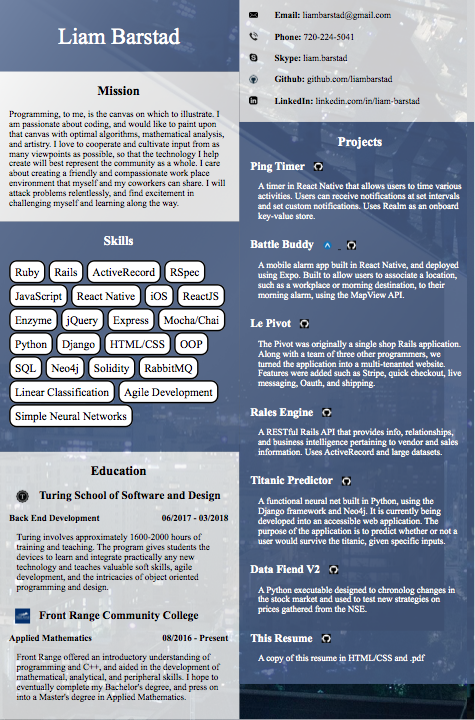 Liam Barstad
Mission
Programming, to me, is the canvas on which to illustrate. I
am passionate about coding, and would like to paint upon
that canvas with optimal algorithms, mathematical analysis,
and artistry. I love to cooperate and cultivate input from as
many viewpoints as possible, so that the technology I help
create will best represent the community as a whole. I care
about creating a friendly and compassionate work place
environment that myself and my coworkers can share. I will
attack problems relentlessly, and find excitement in
challenging myself and learning along the way.
Skills
Ruby Rails ActiveRecord RSpec
JavaScript React Native iOS ReactJS
Enzyme jQuery Express Mocha/Chai
Python Django HTML/CSS OOP
SQL Neo4j Solidity RabbitMQ
Linear Classification Agile Development
Simple Neural Networks
Education
Turing School of Software and Design
Back End Development 06/2017 - 03/2018
Turing involves approximately 1600-2000 hours of
training and teaching. The program gives students the
devices to learn and integrate practically any new
technology and teaches valuable soft skills, agile
development, and the intricacies of object oriented
programming and design.
Front Range Community College
Applied Mathematics 08/2016 - Present
Front Range offered an introductory understanding of
programming and C++, and aided in the development of
mathematical, analytical, and peripheral skills. I hope to
eventually complete my Bachelor's degree, and press on
into a Master's degree in Applied Mathematics.
Email: liambarstad@gmail.com
Phone: 720-224-5041
Skype: liam.barstad
Github: github.com/liambarstad
LinkedIn: linkedin.com/in/liam-barstad
Projects
Ping Timer
A timer in React Native that allows users to time various
activities. Users can receive notifications at set intervals
and set custom notifications. Uses Realm as an onboard
key-value store.
Battle Buddy
A mobile alarm app built in React Native, and deployed
using Expo. Built to allow users to associate a location,
such as a workplace or morning destination, to their
morning alarm, using the MapView API.
Le Pivot
The Pivot was originally a single shop Rails application.
Along with a team of three other programmers, we
turned the application into a multi-tenanted website.
Features were added such as Stripe, quick checkout, live
messaging, Oauth, and shipping.
Rales Engine
A RESTful Rails API that provides info, relationships,
and business intelligence pertaining to vendor and sales
information. Uses ActiveRecord and large datasets.
Titanic Predictor
A functional neural net built in Python, using the
Django framework and Neo4j. It is currently being
developed into an accessible web application. The
purpose of the application is to predict whether or not a
user would survive the titanic, given specific inputs.
Data Fiend V2
A Python executable designed to chronolog changes in
the stock market and used to test new strategies on
prices gathered from the NSE.
This Resume
A copy of this resume in HTML/CSS and .pdf